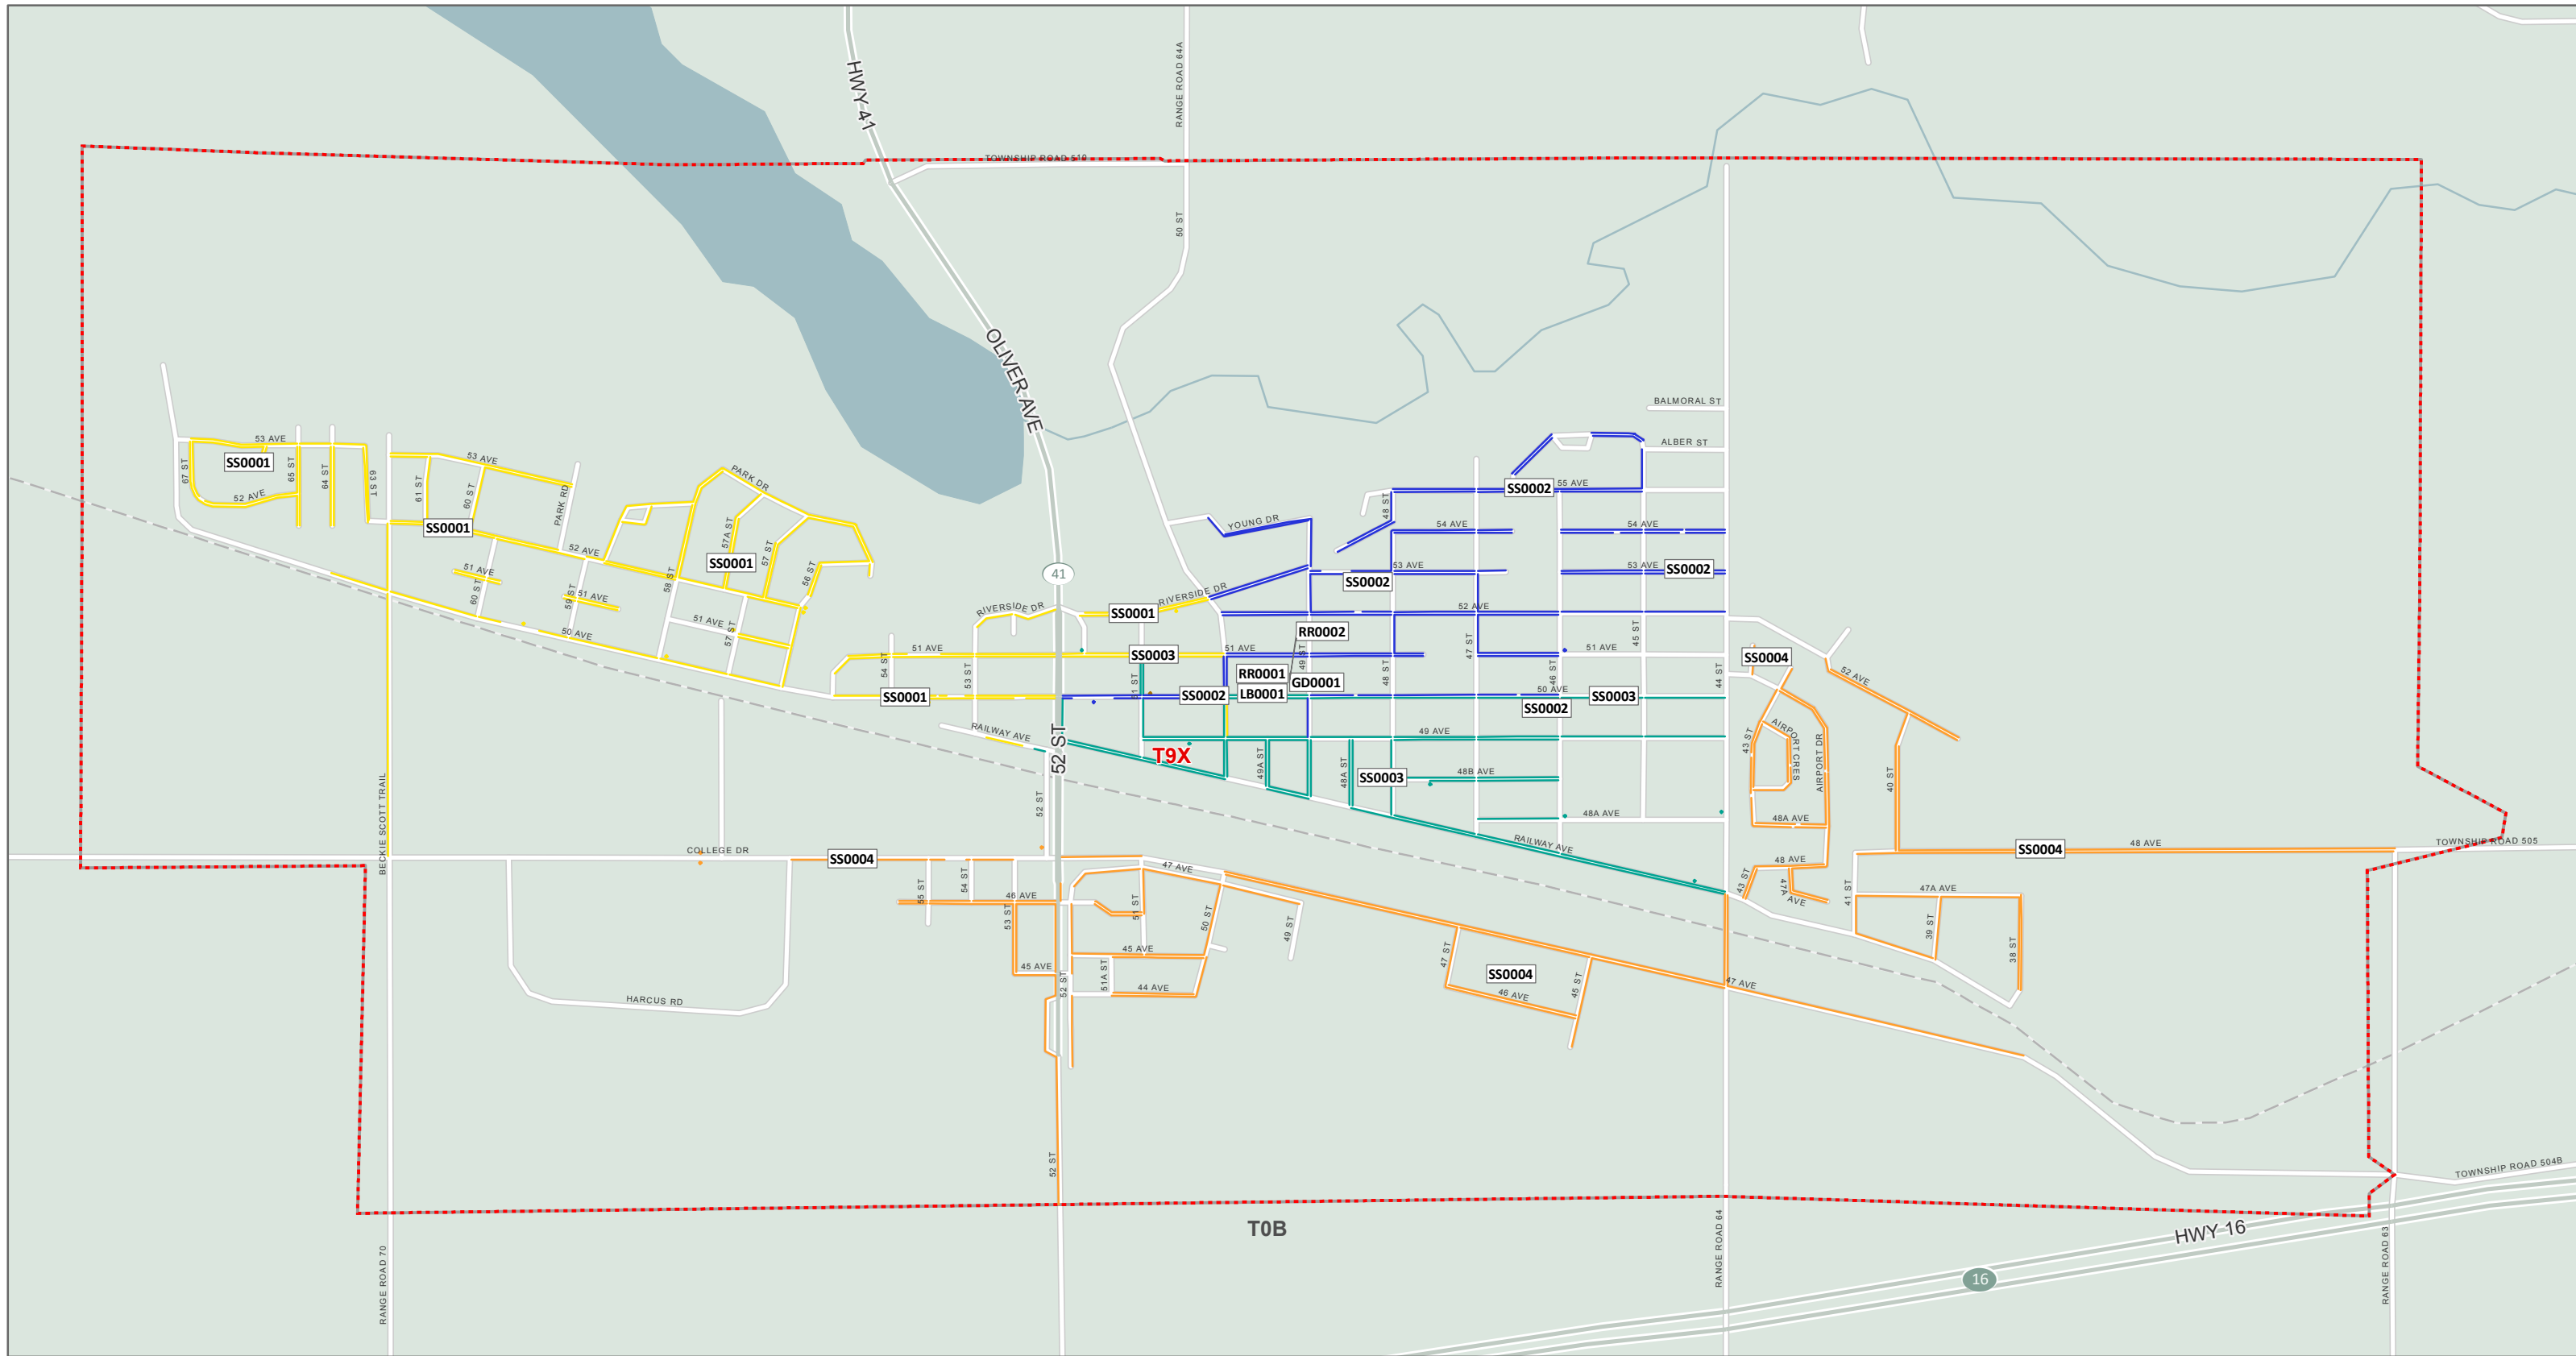 HWY 41
RANGE ROAD 64A
TOWNSHIP ROAD 510
50 ST
OLIVER AVE
BALMORAL ST
ALBER ST
53 AVE
SS0001
67 ST
65 ST
64 ST
63 ST
52 AVE
53 AVE
61 ST
60 ST
PARK RD
SS0001
52 AVE
PARK DR
57A ST
57 ST
SS0001
58 ST
56 ST
51 AVE
60 ST
59 ST
51 AVE
50 AVE
51 AVE
57 ST
41
YOUNG DR
48 ST
SS0002
55 AVE
54 AVE
54 AVE
53 AVE
SS0002
53 AVE
SS0002
RIVERSIDE DR
SS0001
RIVERSIDE DR
52 AVE
RR0002
47 ST
45 ST
54 ST
51 AVE
53 ST
SS0003
51 AVE
49 ST
48 ST
51 AVE
46 ST
44 ST
SS0004
52 AVE
RR0001
GD0001
51 ST
SS0001
SS0002
LB0001
50 AVE
SS0003
SS0002
RAILWAY AVE
52 ST
T9X
49 AVE
49A ST
48A ST
SS0003
48B AVE
48A AVE
RAILWAY AVE
43 ST
AIRPORT CRES
AIRPORT DR
48A AVE
40 ST
BECKIE SCOTT TRAIL
52 ST
COLLEGE DR
SS0004
47 AVE
48 AVE
43 ST
47A AVE
SS0004
48 AVE
TOWNSHIP ROAD 505
55 ST
54 ST
46 AVE
53 ST
51 ST
50 ST
49 ST
41 ST
47A AVE
39 ST
38 ST
45 AVE
45 AVE
52 ST
51A ST
44 AVE
47 ST
SS0004
45 ST
46 AVE
47 AVE
HARCUS RD
52 ST
TOWNSHIP ROAD 504B
T0B
HWY 16
16
RANGE ROAD 70
RANGE ROAD 64
RANGE ROAD 63